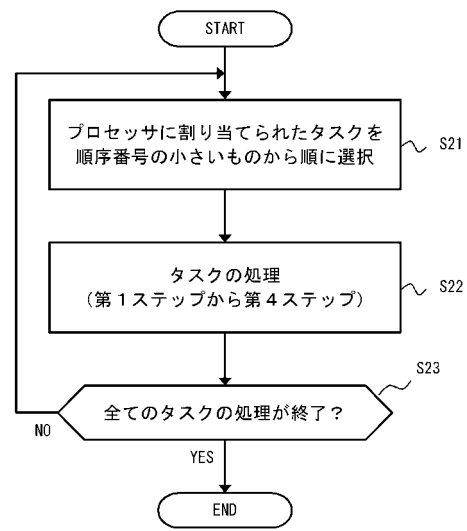 START
プロセッサに割り当てられたタスクを
順序番号の小さいものから順に選択
S21
タスクの処理
(第1ステップから第4ステップ)
S22
S23
全てのタスクの処理が終了?
NO
YES
END